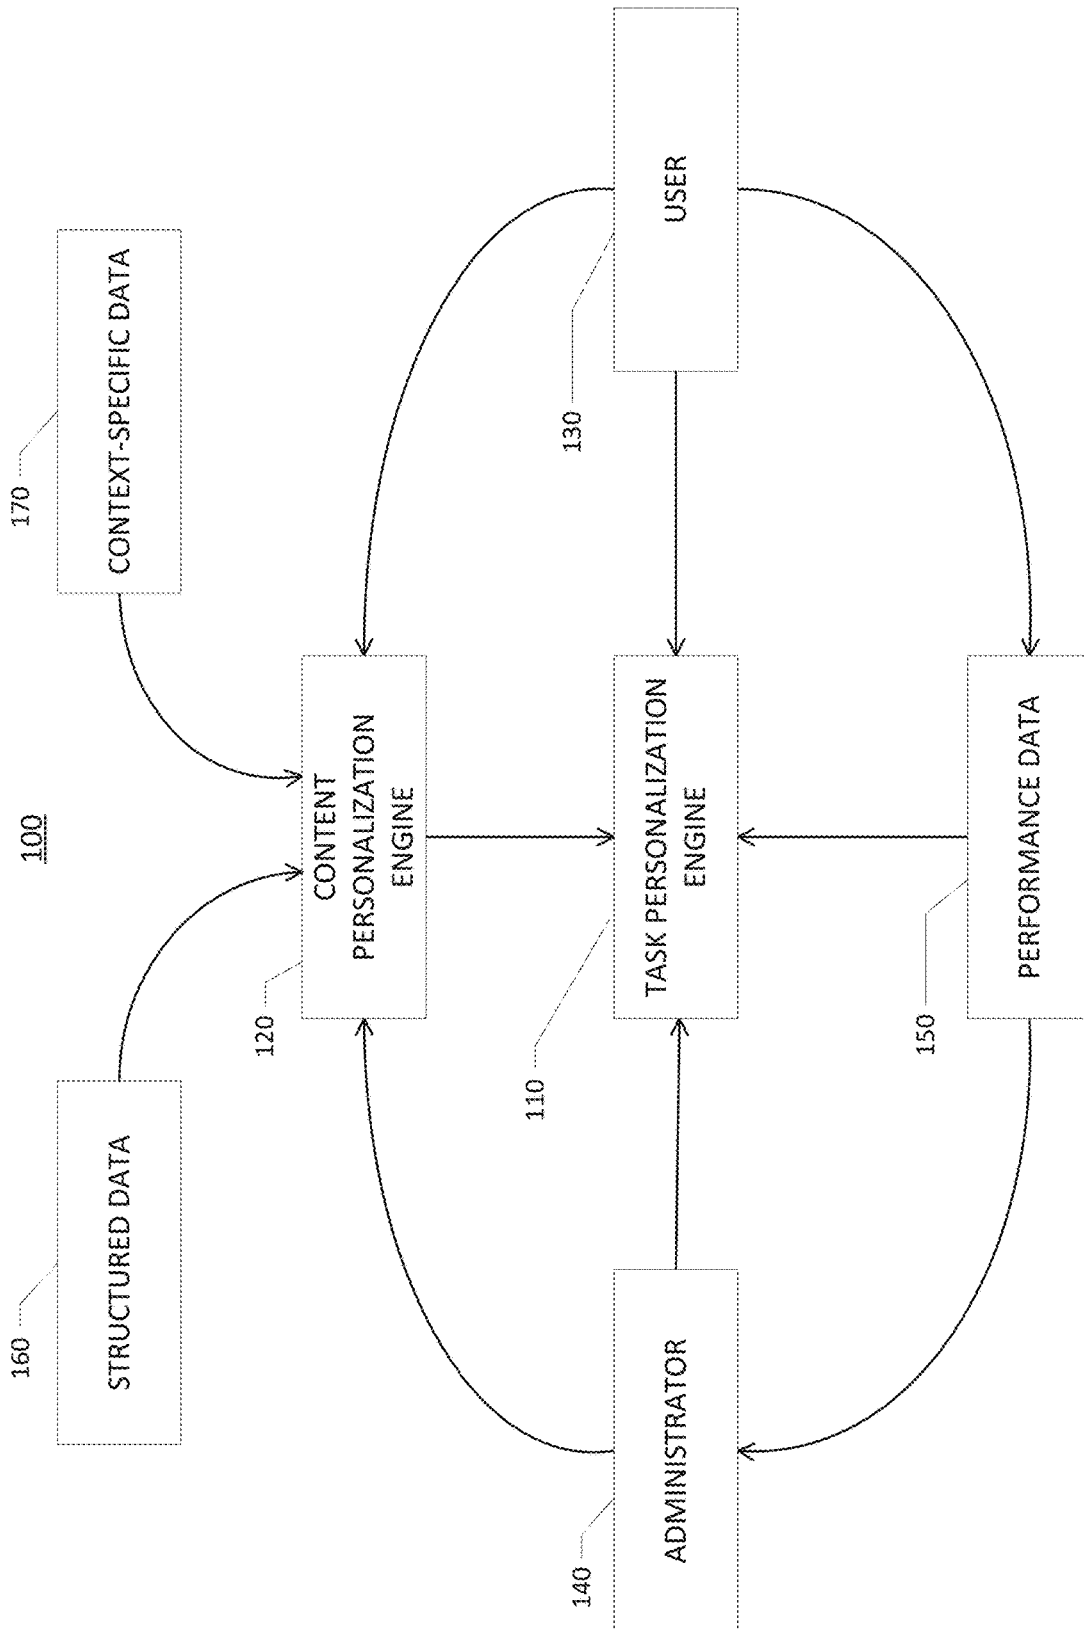 100
160
STRUCTURED DATA
170
CONTEXT-SPECIFIC DATA
120
CONTENT
PERSONALIZATION
ENGINE
140
ADMINISTRATOR
110
TASK PERSONALIZATION
ENGINE
130
USER
150
PERFORMANCE DATA